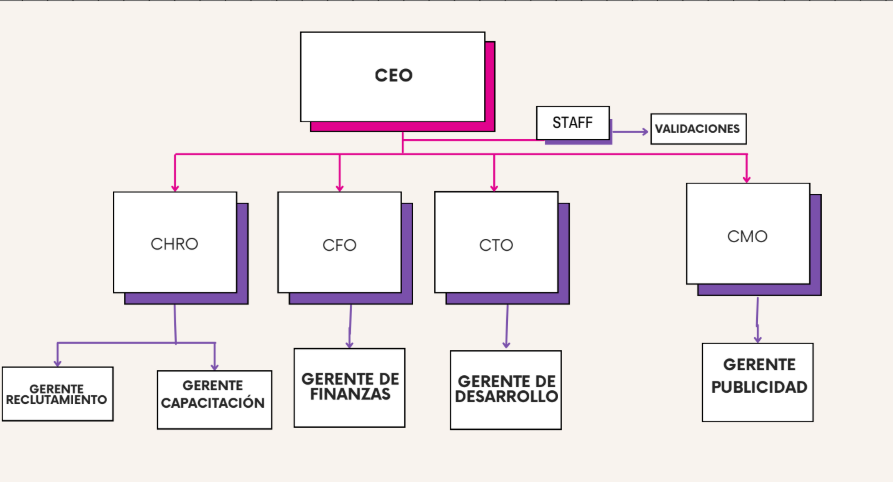 CEO
STAFF
VALIDACIONES
CHRO
CFO
CTO
CMO
GERENTE
RECLUTAMIENTO
GERENTE
CAPACITACIÓN
GERENTE DE
FINANZAS
GERENTE DE
DESARROLLO
GERENTE
PUBLICIDAD